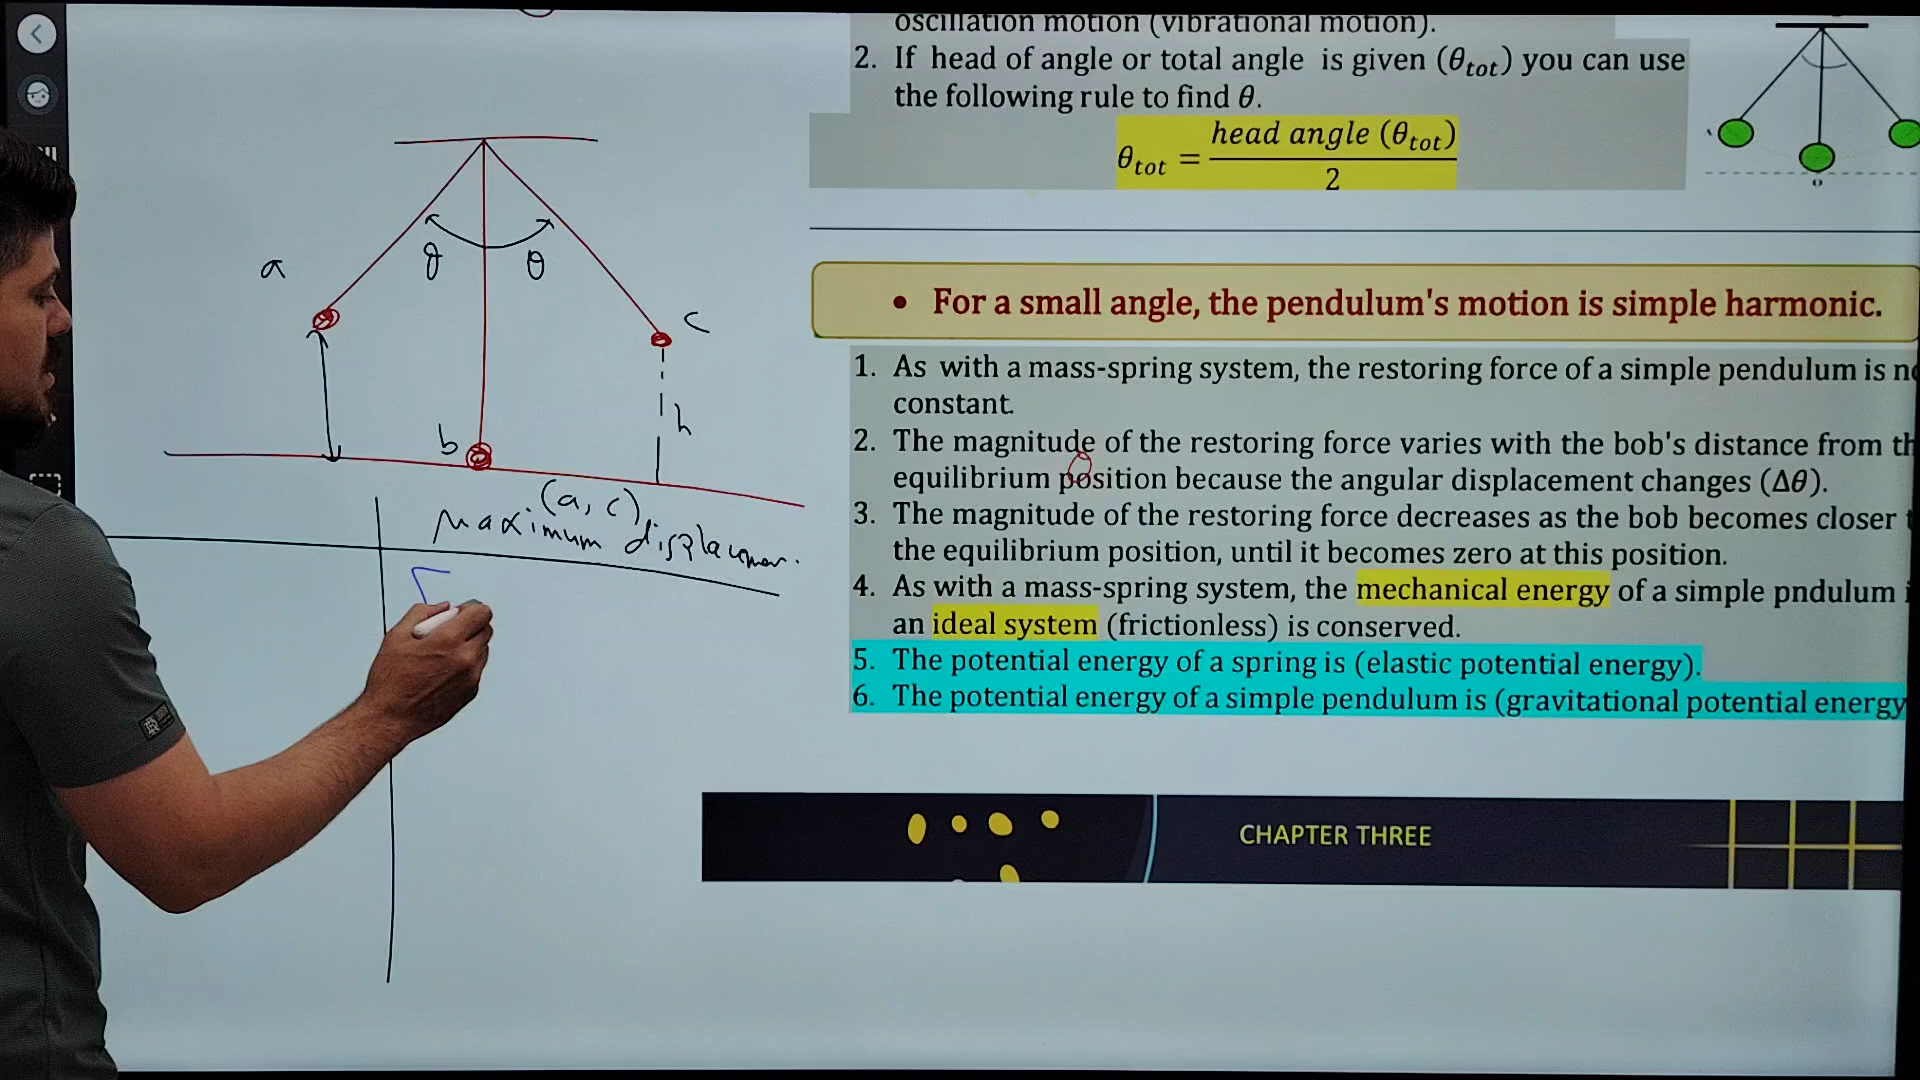 a
θ
θ
c
h
b
(a, c)
Maximum displacmen.
oscillation motion (vibrational motion).
2. If head of angle or total angle is given (θtot) you can use
the following rule to find θ.
θtot = head angle (θtot) / 2
• For a small angle, the pendulum's motion is simple harmonic.
1. As with a mass-spring system, the restoring force of a simple pendulum is
constant.
2. The magnitude of the restoring force varies with the bob's distance from
equilibrium position because the angular displacement changes (Δθ).
3. The magnitude of the restoring force decreases as the bob becomes closer
the equilibrium position, until it becomes zero at this position.
4. As with a mass-spring system, the mechanical energy of a simple pndulum
an ideal system (frictionless) is conserved.
5. The potential energy of a spring is (elastic potential energy).
6. The potential energy of a simple pendulum is (gravitational potential energy
CHAPTER THREE